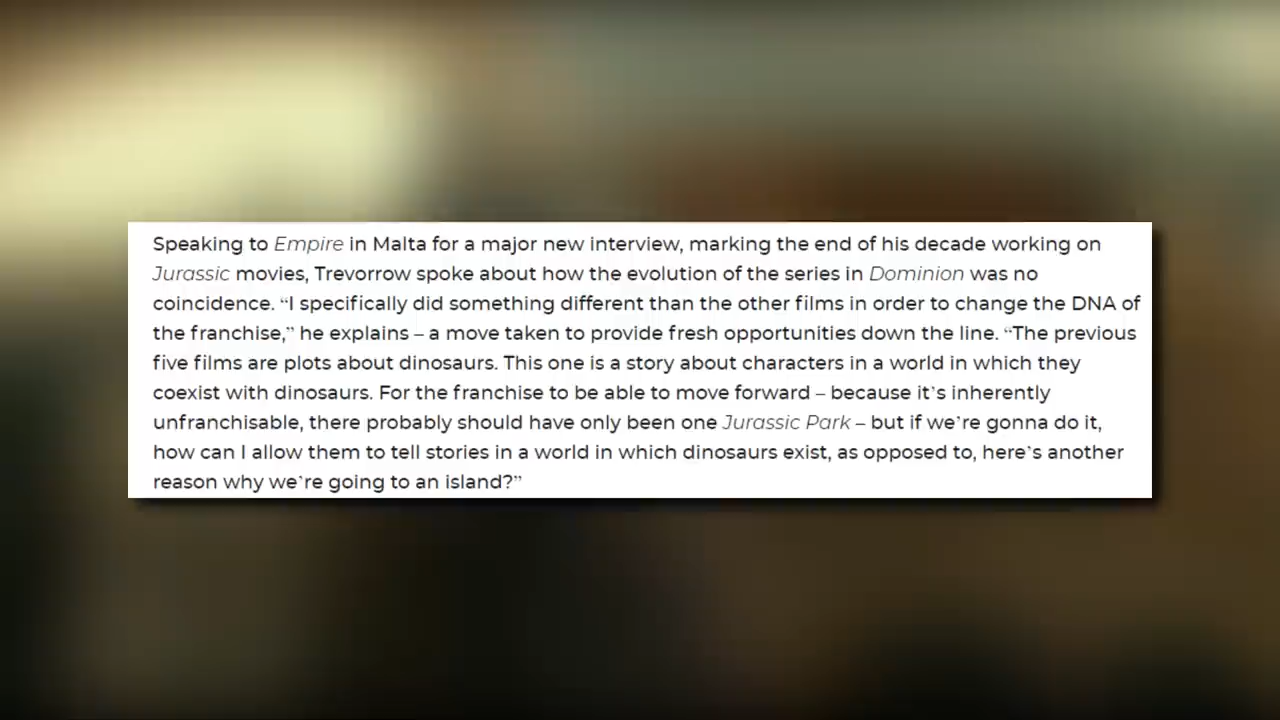 Speaking to Empire in Malta for a major new interview, marking the end of his decade working on
Jurassic movies, Trevorrow spoke about how the evolution of the series in Dominion was no
coincidence. “I specifically did something different than the other films in order to change the DNA of
the franchise,” he explains – a move taken to provide fresh opportunities down the line. “The previous
five films are plots about dinosaurs. This one is a story about characters in a world in which they
coexist with dinosaurs. For the franchise to be able to move forward – because it’s inherently
unfranchisable, there probably should have only been one Jurassic Park – but if we’re gonna do it,
how can I allow them to tell stories in a world in which dinosaurs exist, as opposed to, here’s another
reason why we’re going to an island?”